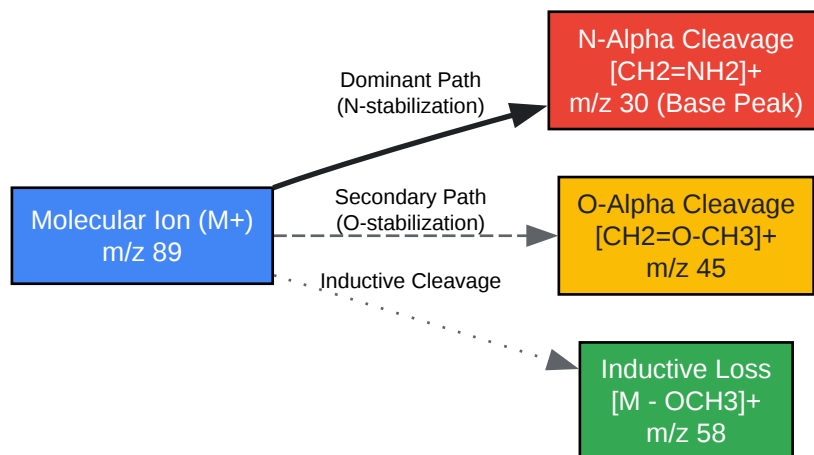 N-Alpha Cleavage
[CH2=NH2]+
m/z 30 (Base Peak)
Dominant Path
(N-stabilization)
Molecular Ion (M+)
m/z 89
Secondary Path
(O-stabilization)
O-Alpha Cleavage
[CH2=O-CH3]+
m/z 45
Inductive Cleavage
Inductive Loss
[M - OCH3]+
m/z 58